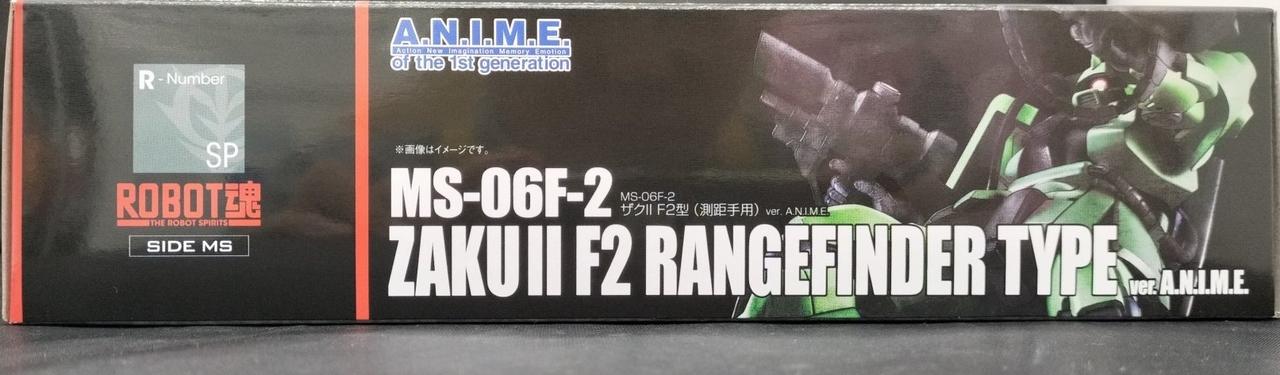 R - Number
SP
ROBOT魂
THE ROBOT SPIRITS
SIDE MS
A.N.I.M.E.
Action New Imagination Memory Emotion
of the 1st generation
※画像はイメージです。
MS-06F-2
MS-06F-2
ザクII F2型（測距手用） ver. A.N.I.M.E.
ZAKU II F2 RANGEFINDER TYPE ver. A.N.I.M.E.